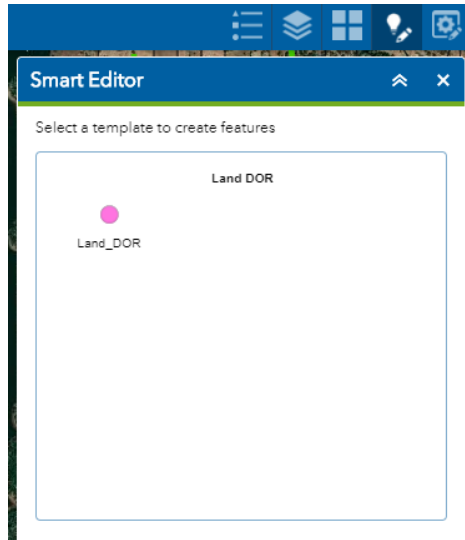 Smart Editor
Select a template to create features
Land DOR
Land_DOR